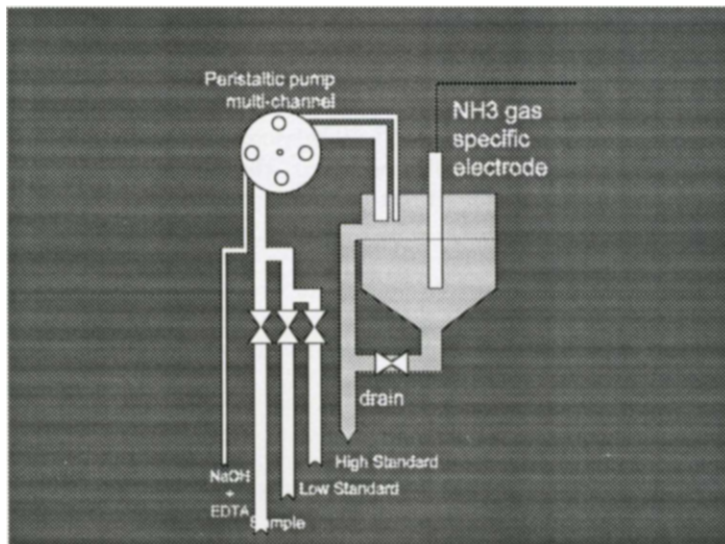 Peristaltic pump
multi-channel
NH3 gas
specific
electrode
drain
High Standard
Low Standard
NaOH
+
EDTA
Sample